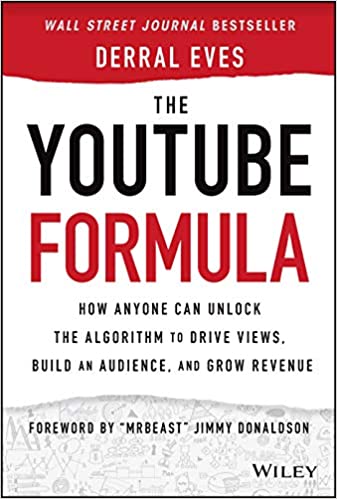 WALL STREET JOURNAL BESTSELLER
DERRAL EVES
THE
YOUTUBE
FORMULA
HOW ANYONE CAN UNLOCK
THE ALGORITHM TO DRIVE VIEWS,
BUILD AN AUDIENCE, AND GROW REVENUE
FOREWORD BY "MRBEAST" JIMMY DONALDSON
WILEY